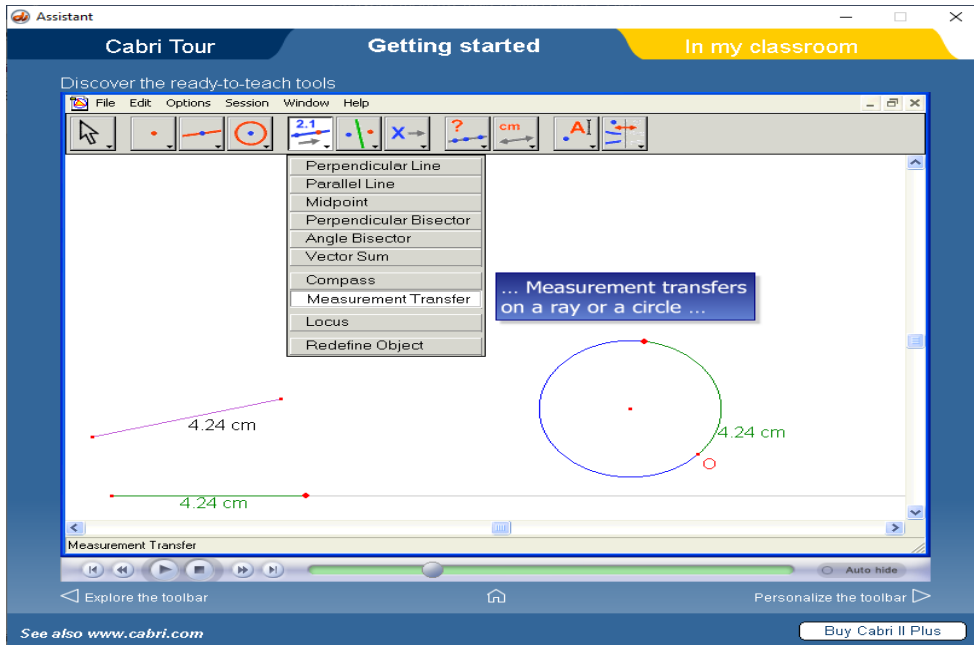 Assistant
Cabri Tour
Getting started
In my classroom
Discover the ready-to-teach tools
File Edit Options Session Window Help
2.1
X
?
cm
A
Perpendicular Line
Parallel Line
Midpoint
Perpendicular Bisector
Angle Bisector
Vector Sum
Compass
Measurement Transfer
Locus
Redefine Object
... Measurement transfers
on a ray or a circle ...
4.24 cm
4.24 cm
O
4.24 cm
Measurement Transfer
Auto hide
Explore the toolbar
Personalize the toolbar
See also www.cabri.com
Buy Cabri II Plus